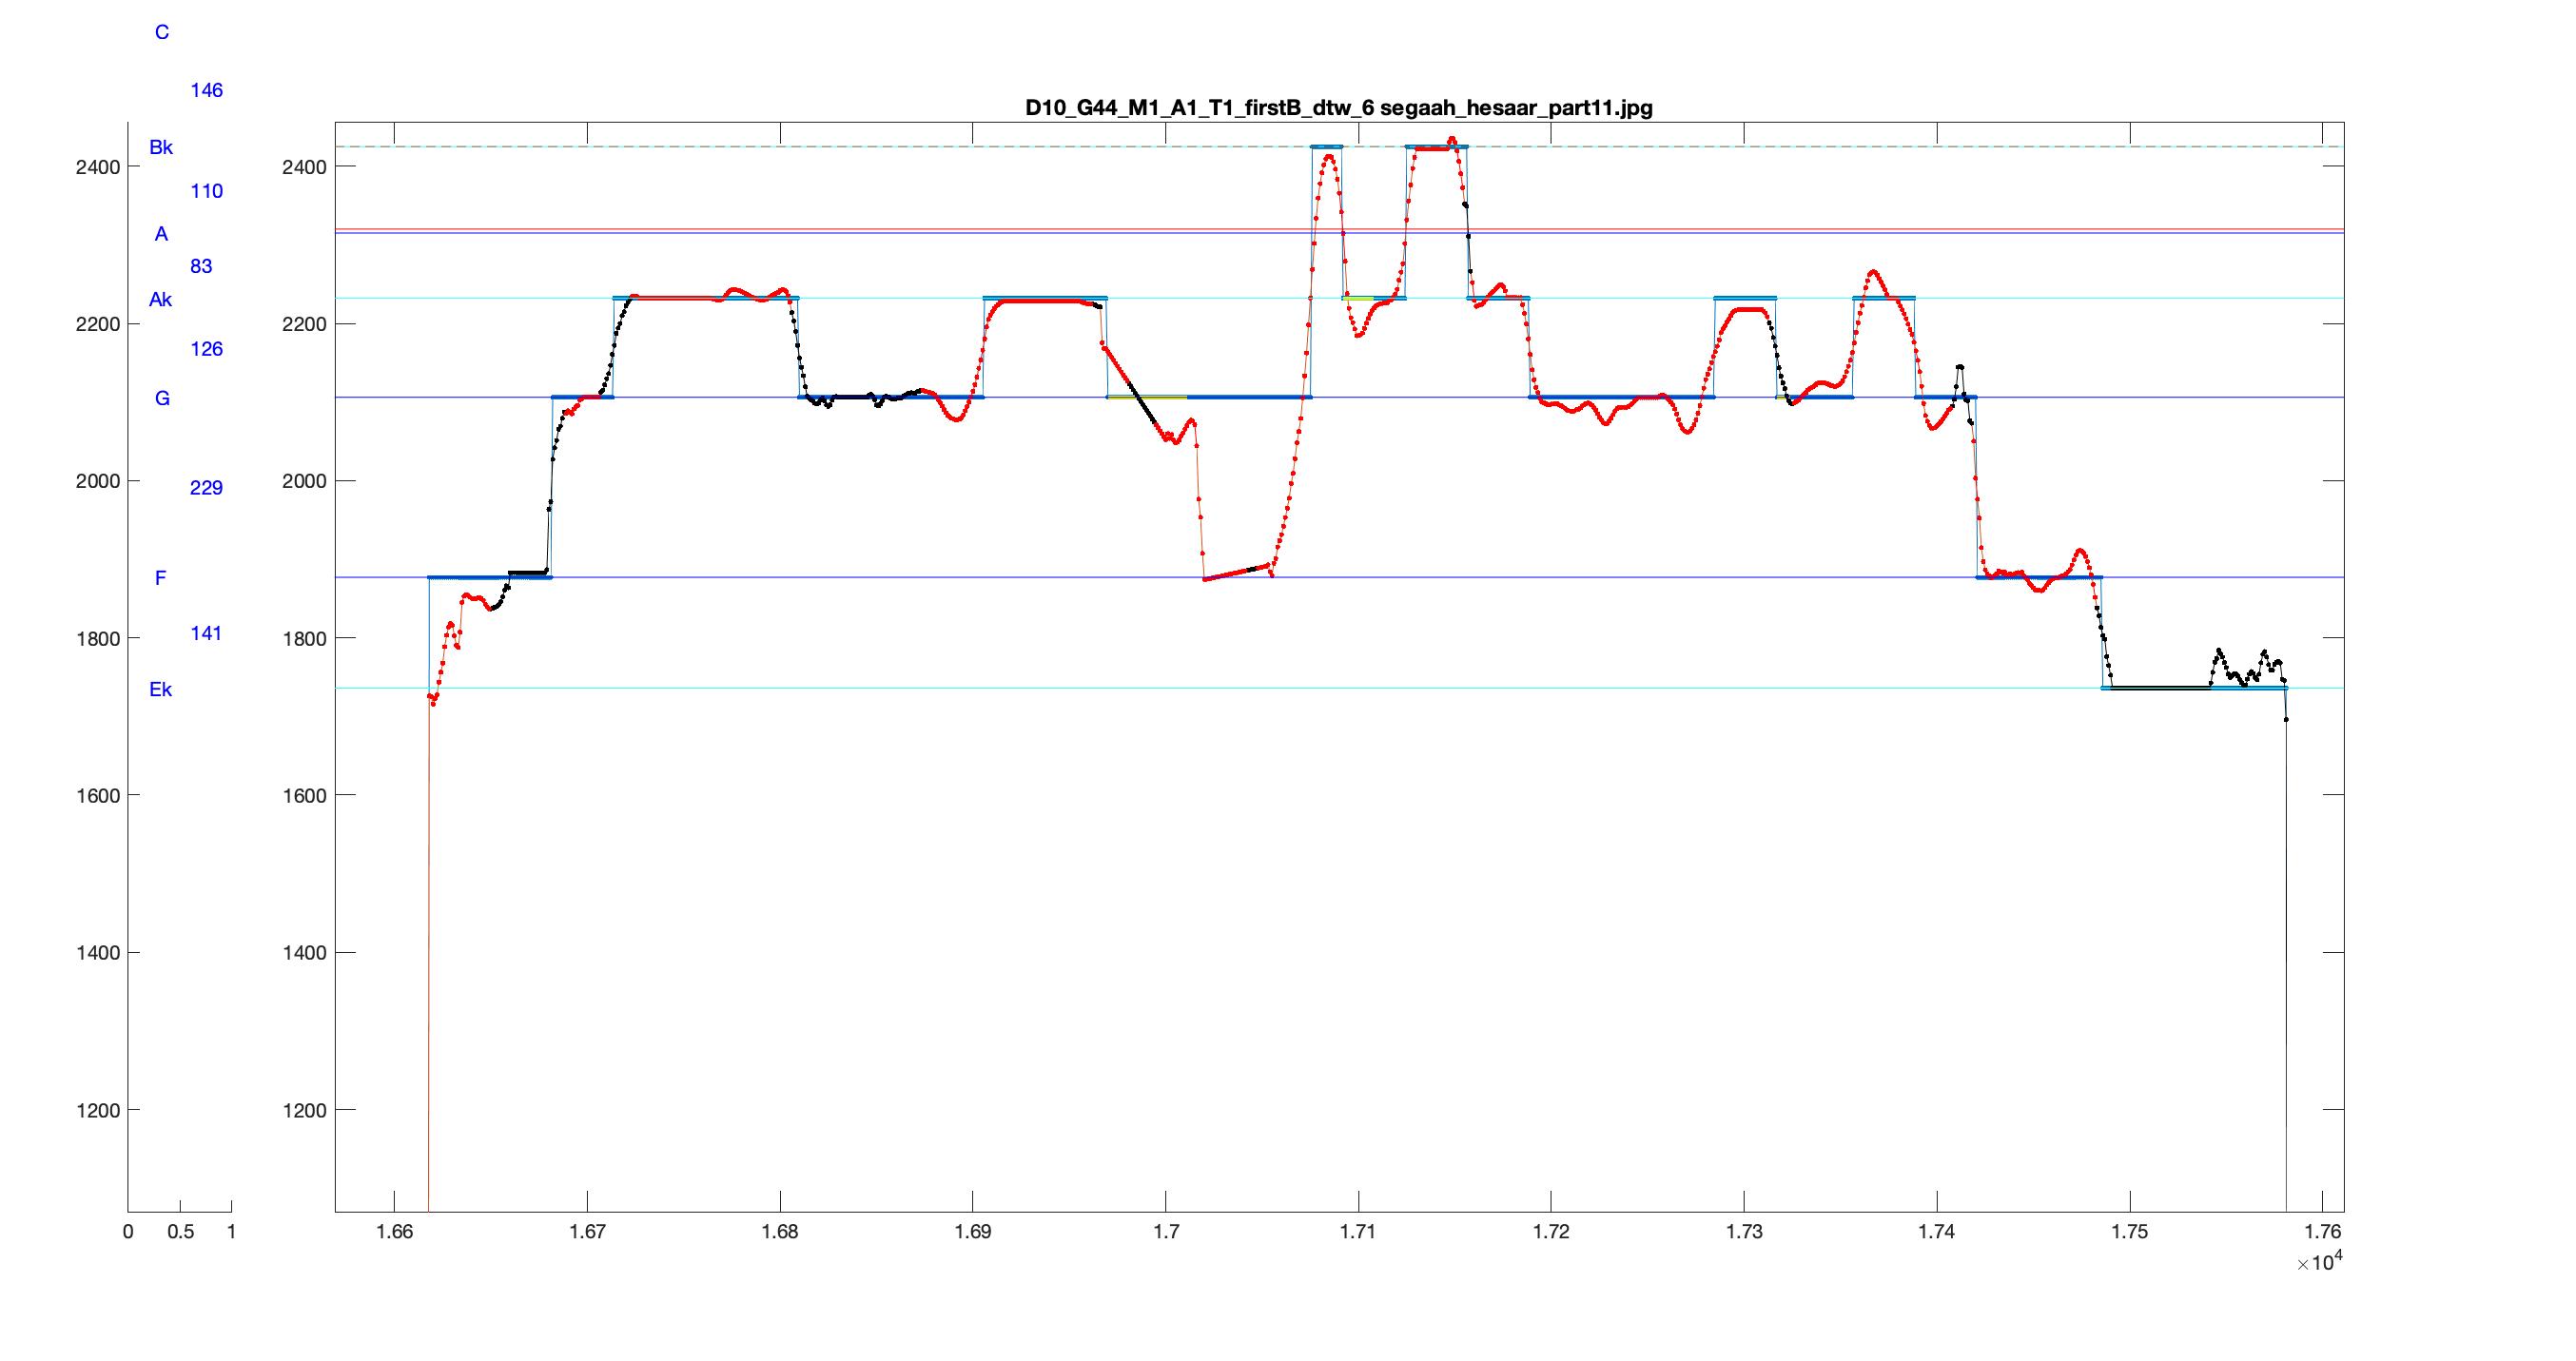 C
146
D10_G44_M1_A1_T1_firstB_dtw_6 segaah_hesaar_part11.jpg
Bk
2400 2400
110
A
83
Ak
2200 2200
126
G
2000 2000
229
F
1800 1800
141
Ek
1600 1600
1400 1400
1200 1200
0 0.5 1 1.66 1.67 1.68 1.69 1.7 1.71 1.72 1.73 1.74 1.75 1.76
×10⁴